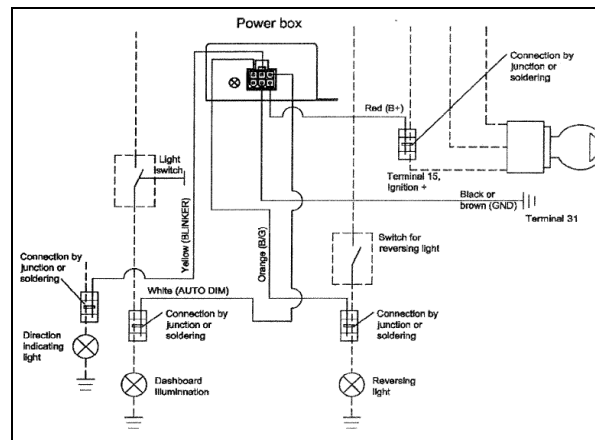 Power box
Connection by
junction or
soldering
Red (B+)
Light
switch
Terminal 15,
Ignition +
Black or
brown (GND)
Terminal 31
Yellow (BLINKER)
Orange (B/G)
Switch for
reversing light
Connection by
junction or
soldering
White (AUTO DIM)
Connection by
junction or
soldering
Connection by
junction or
soldering
Direction
indicating
light
Dashboard
illuminnation
Reversing
light